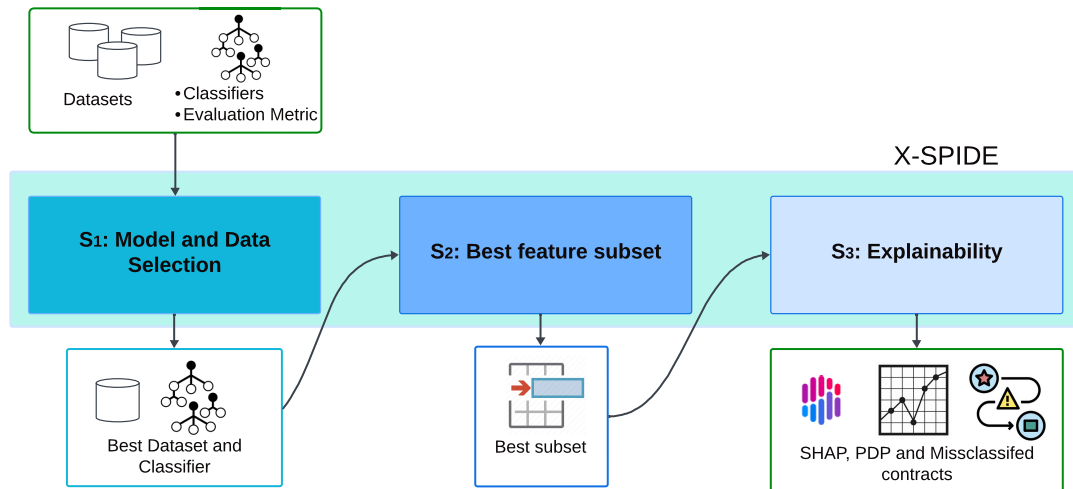 Datasets
•Classifiers
•Evaluation Metric
X-SPIDE
S1: Model and Data
Selection
S2: Best feature subset
S3: Explainability
Best Dataset and
Classifier
Best subset
SHAP, PDP and Missclassifed
contracts